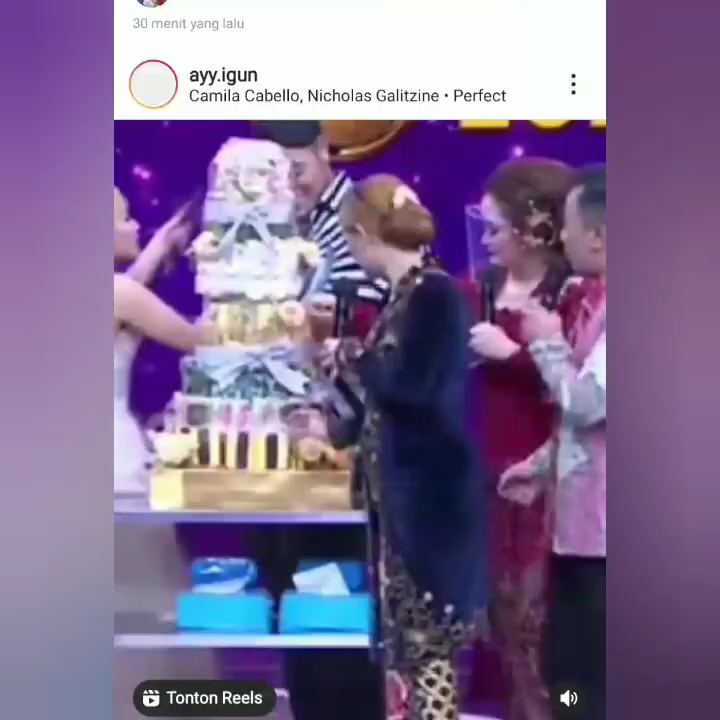 30 menit yang lalu
ayy.igun
Camila Cabello, Nicholas Galitzine • Perfect
Tonton Reels